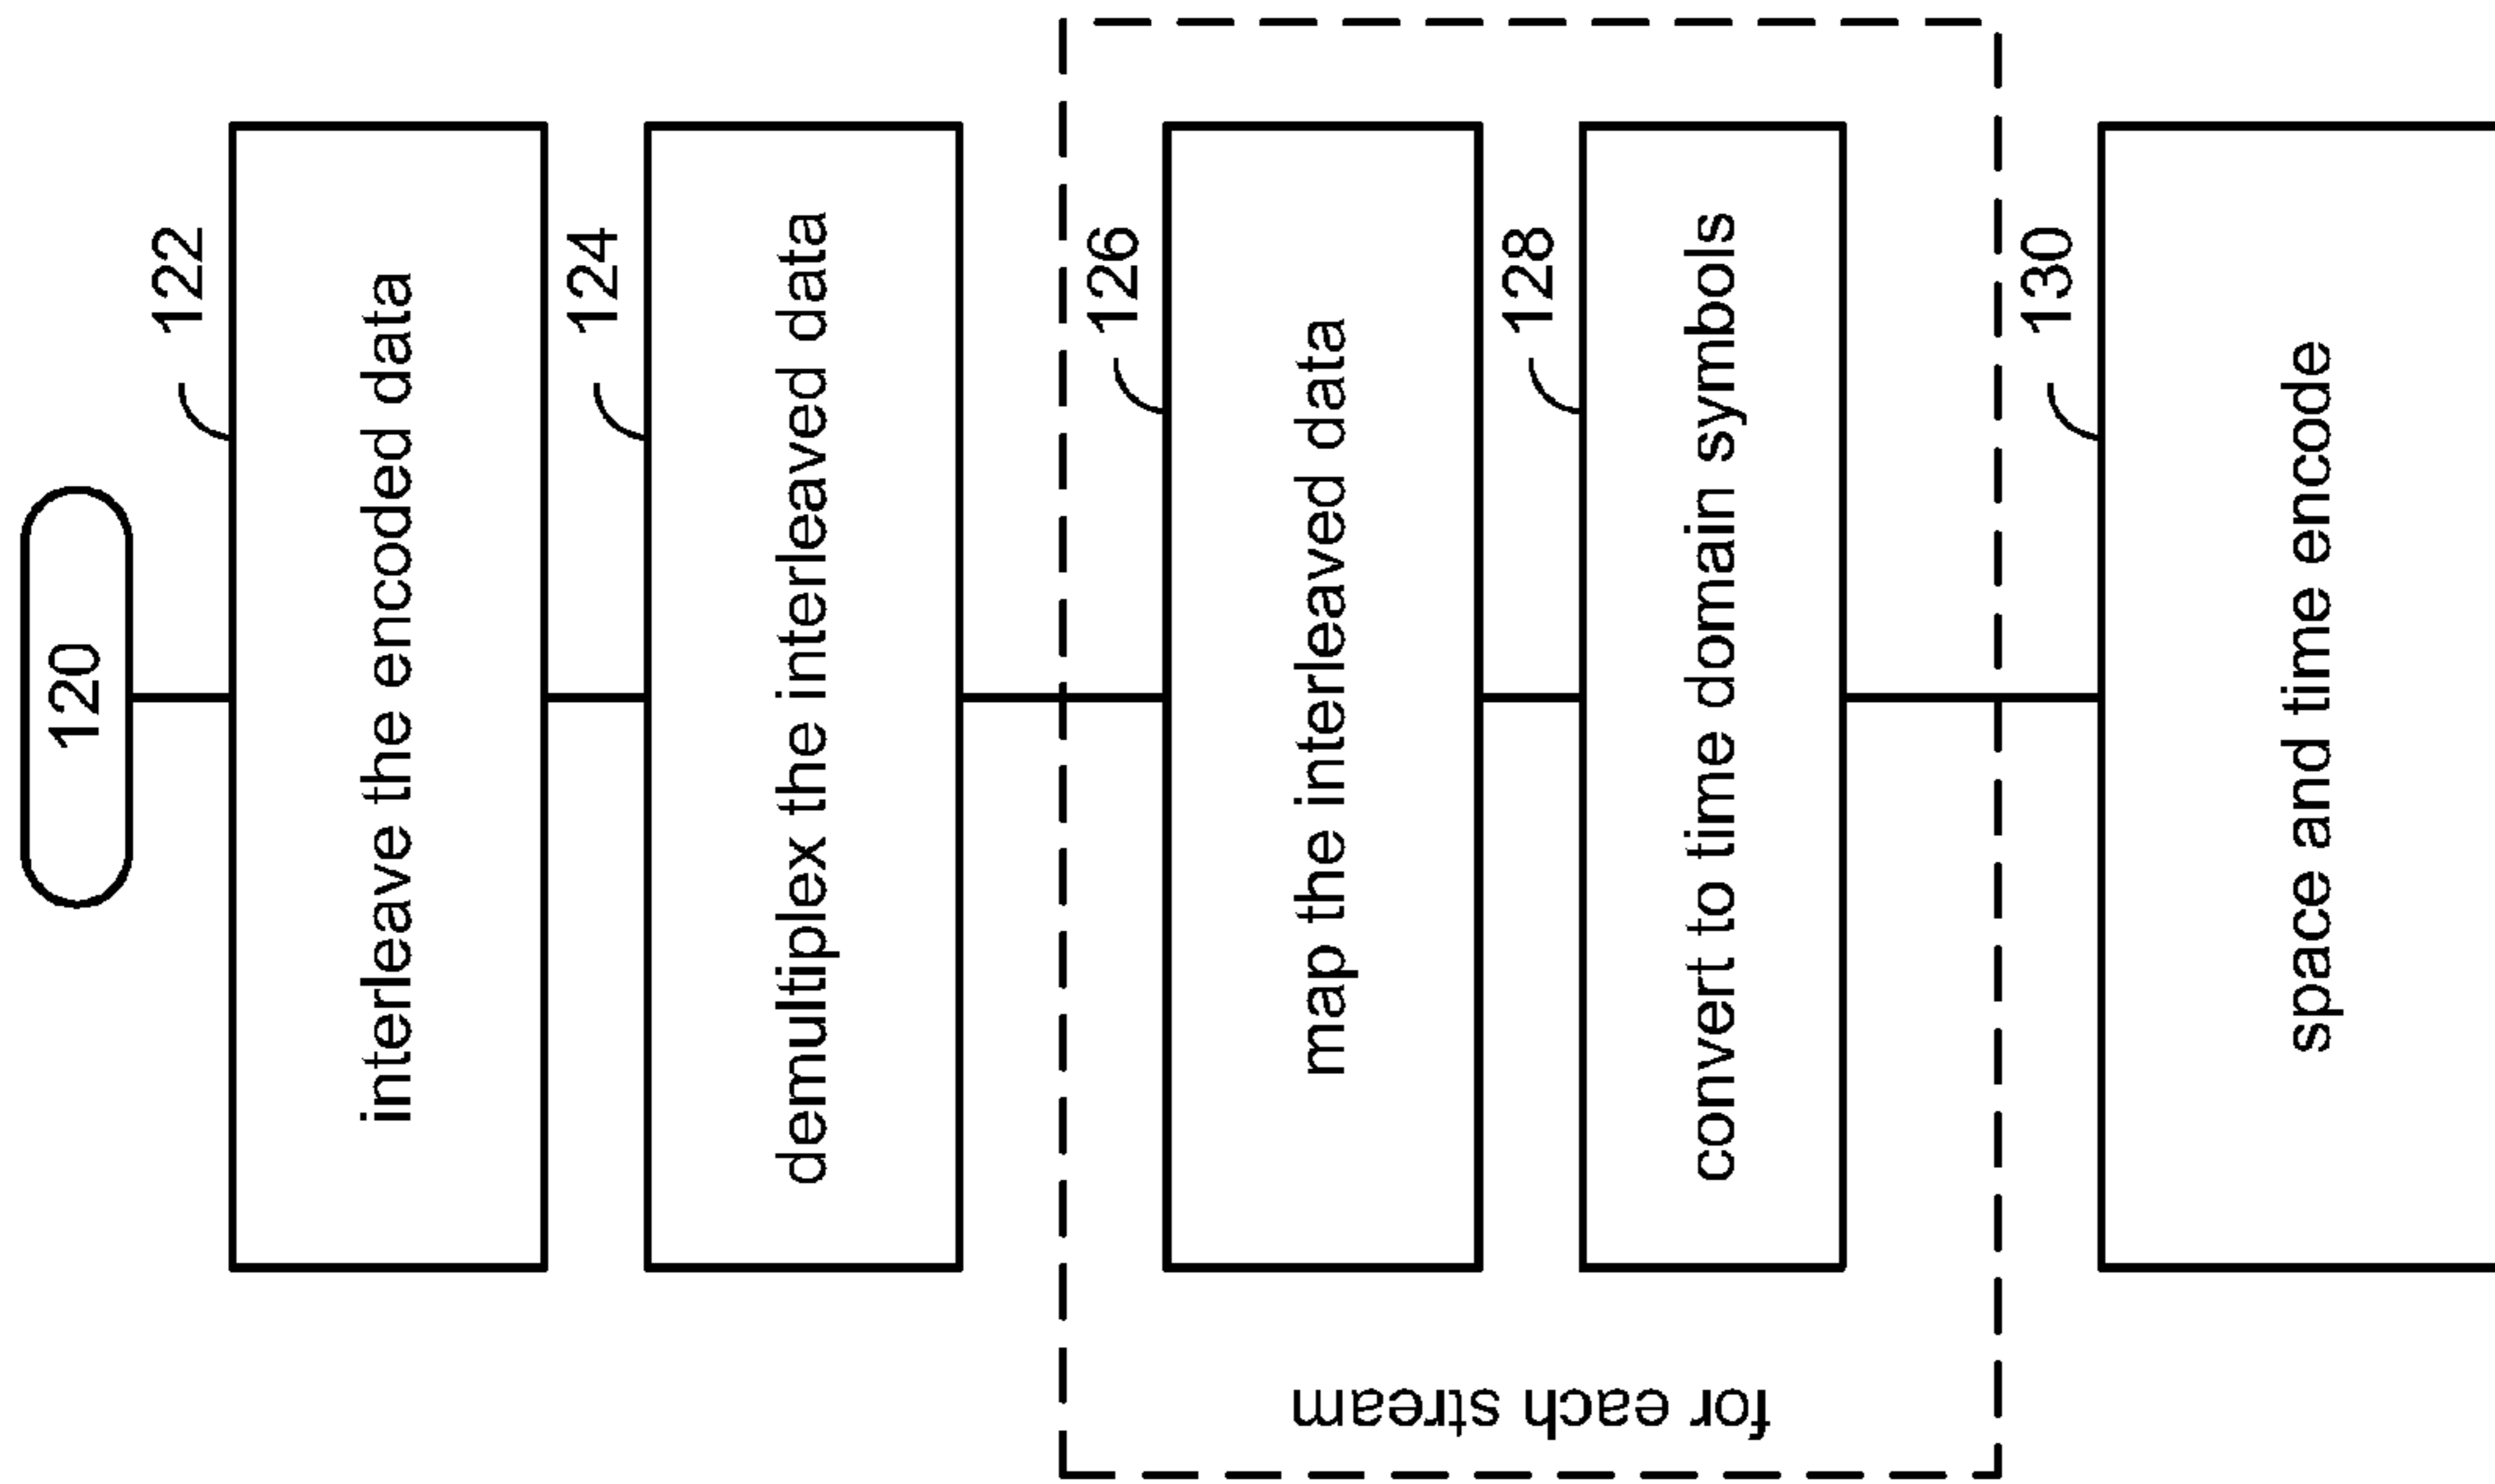 120
122
interleave the encoded data
124
demultiplex the interleaved data
for each stream
126
map the interleaved data
128
convert to time domain symbols
130
space and time encode